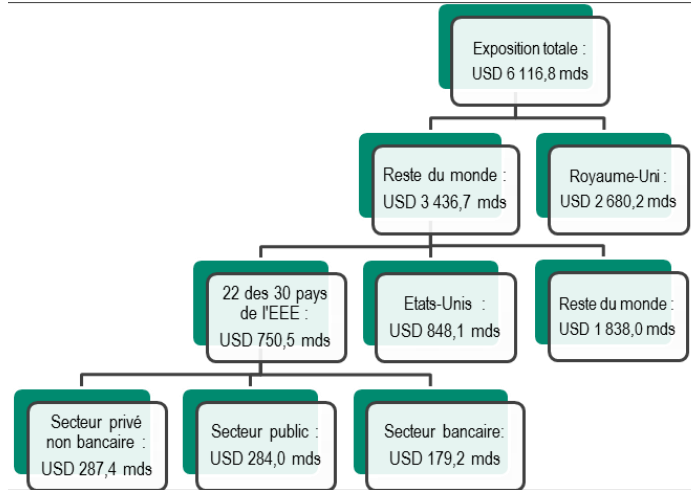 Exposition totale :
USD 6 116,8 mds
Reste du monde :
USD 3 436,7 mds
Royaume-Uni :
USD 2 680,2 mds
22 des 30 pays
de l'EEE :
USD 750,5 mds
Etats-Unis :
USD 848,1 mds
Reste du monde :
USD 1 838,0 mds
Secteur privé
non bancaire :
USD 287,4 mds
Secteur public :
USD 284,0 mds
Secteur bancaire:
USD 179,2 mds